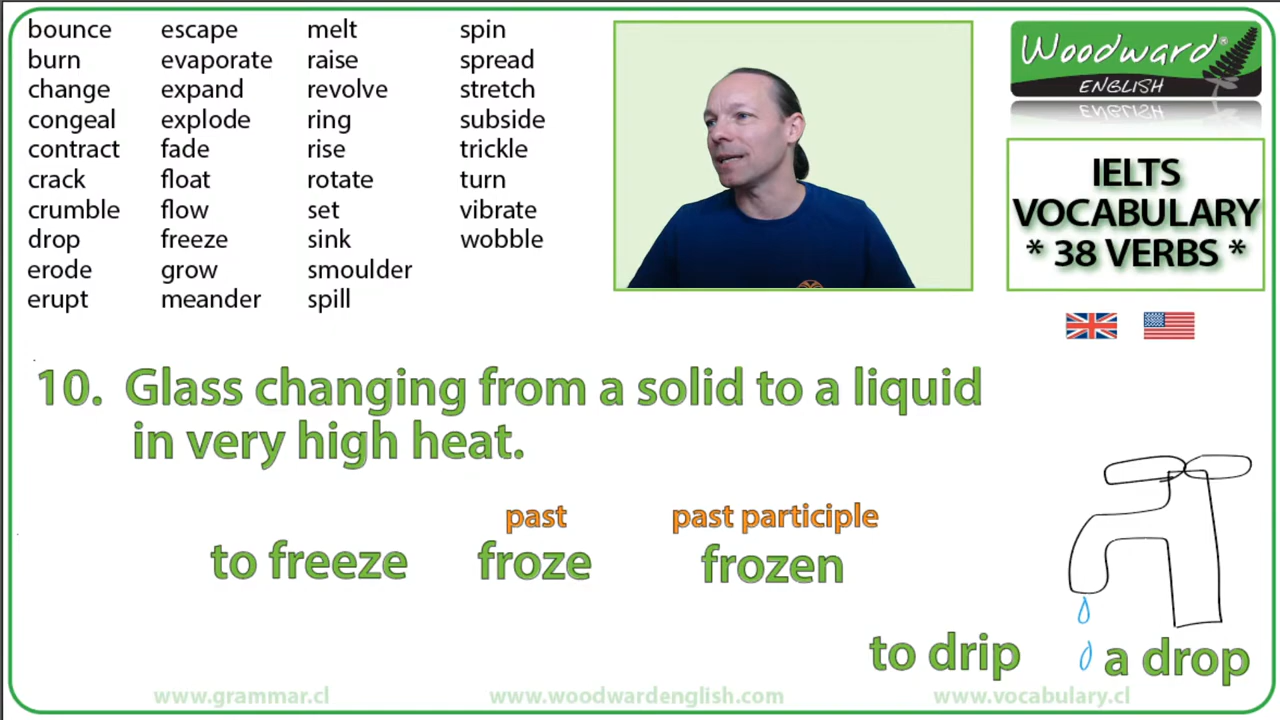 bounce escape melt spin
burn evaporate raise spread
change expand revolve stretch
congeal explode ring subside
contract fade rise trickle
crack float rotate turn
crumble flow set vibrate
drop freeze sink wobble
erode grow smoulder
erupt meander spill
Woodward®
ENGLISH
IELTS
VOCABULARY
* 38 VERBS *
10. Glass changing from a solid to a liquid
in very high heat.
past past participle
to freeze froze frozen
to drip a drop
www.grammar.cl www.woodwardenglish.com www.vocabulary.cl